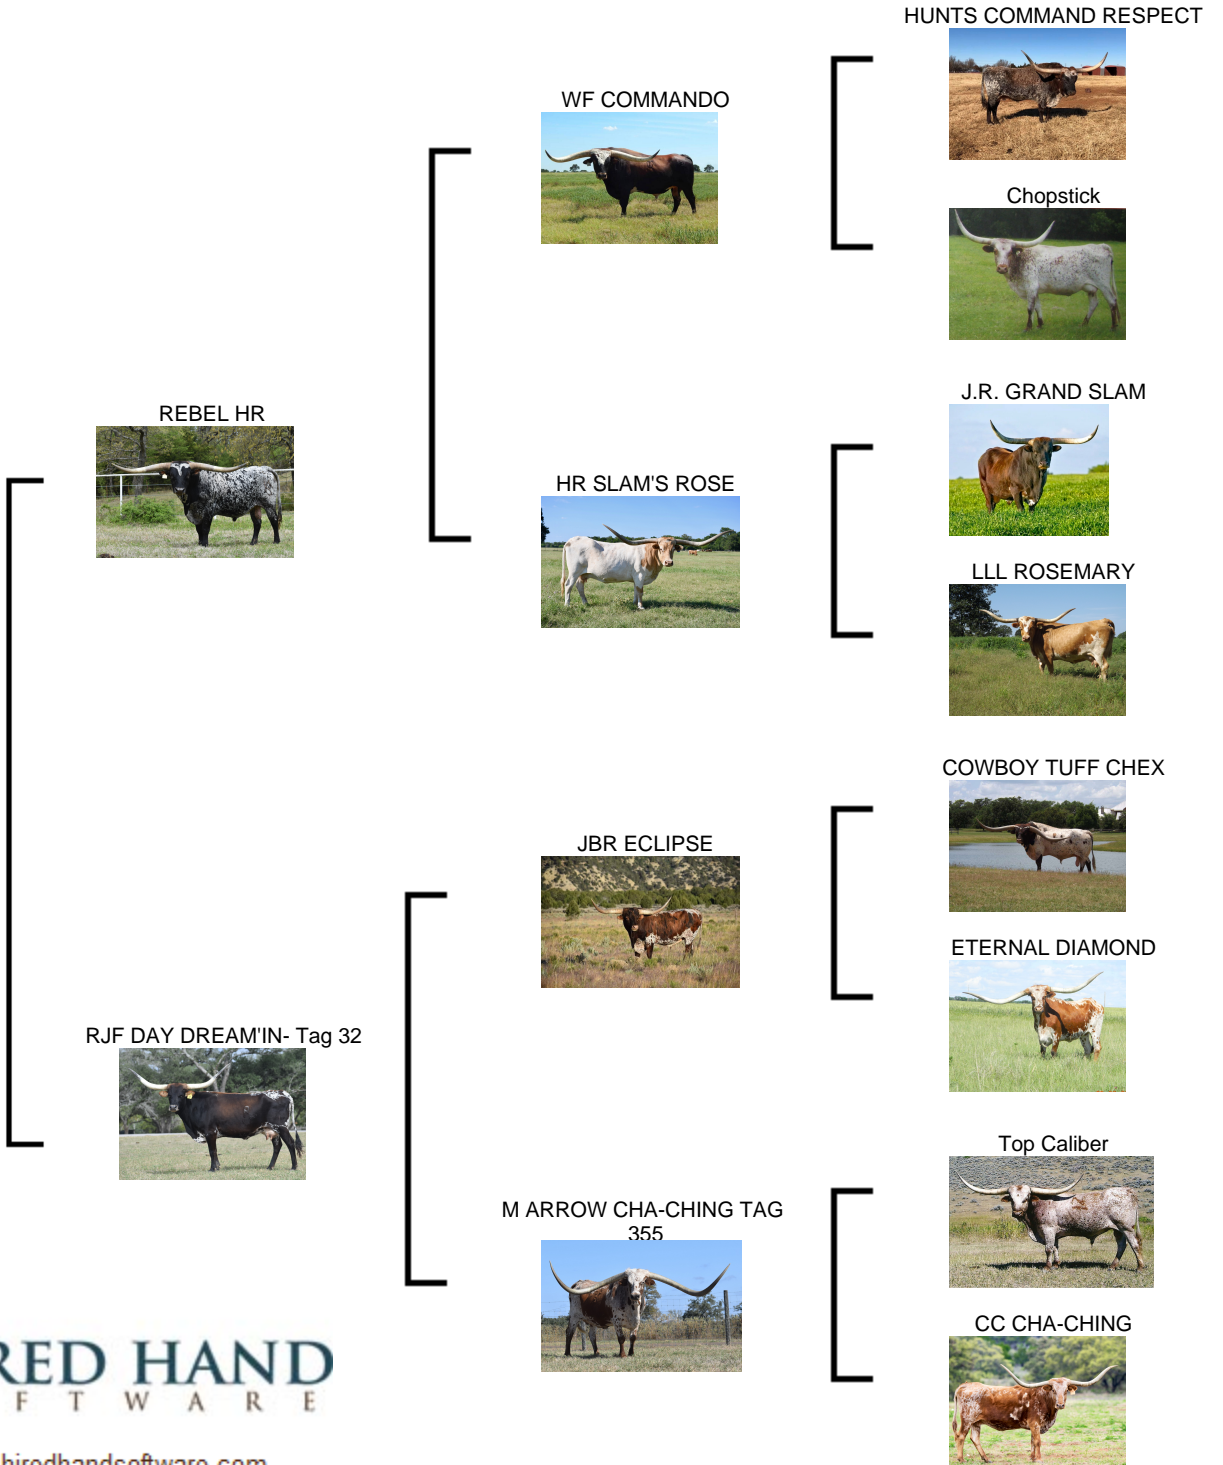 HUNTS COMMAND RESPECT
WF COMMANDO
Chopstick
J.R. GRAND SLAM
REBEL HR
HR SLAM'S ROSE
LLL ROSEMARY
COWBOY TUFF CHEX
JBR ECLIPSE
ETERNAL DIAMOND
RJF DAY DREAM'IN- Tag 32
Top Caliber
M ARROW CHA-CHING TAG
355
CC CHA-CHING
RED HAND
F T W A R E
hiredhandsoftware.com